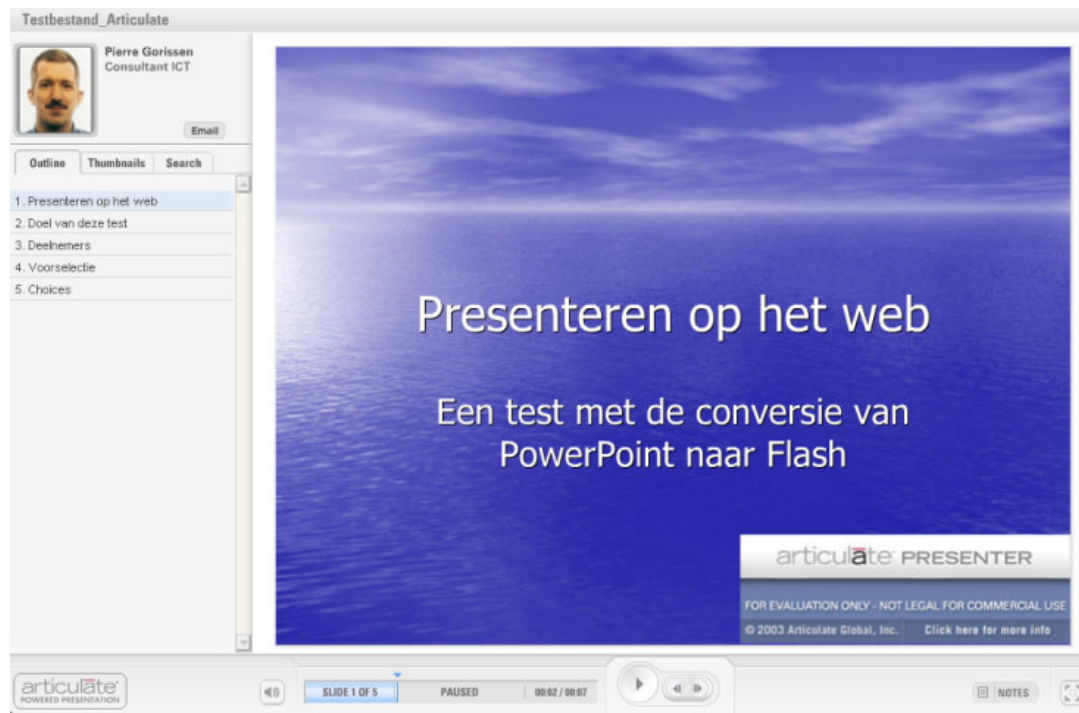 Testbestand_Articulate
Pierre Gorissen
Consultant ICT
Email
Outline
Thumbnails
Search
1. Presenteren op het web
2. Doel van deze test
3. Deelnemers
4. Voorselectie
5. Choices
Presenteren op het web
Een test met de conversie van
PowerPoint naar Flash
articulate PRESENTER
FOR EVALUATION ONLY - NOT LEGAL FOR COMMERCIAL USE
© 2003 Articulate Global, Inc. Click here for more info
articulate
POWERED PRESENTATION
SLIDE 1 OF 5
PAUSED
00:02 / 00:07
NOTES